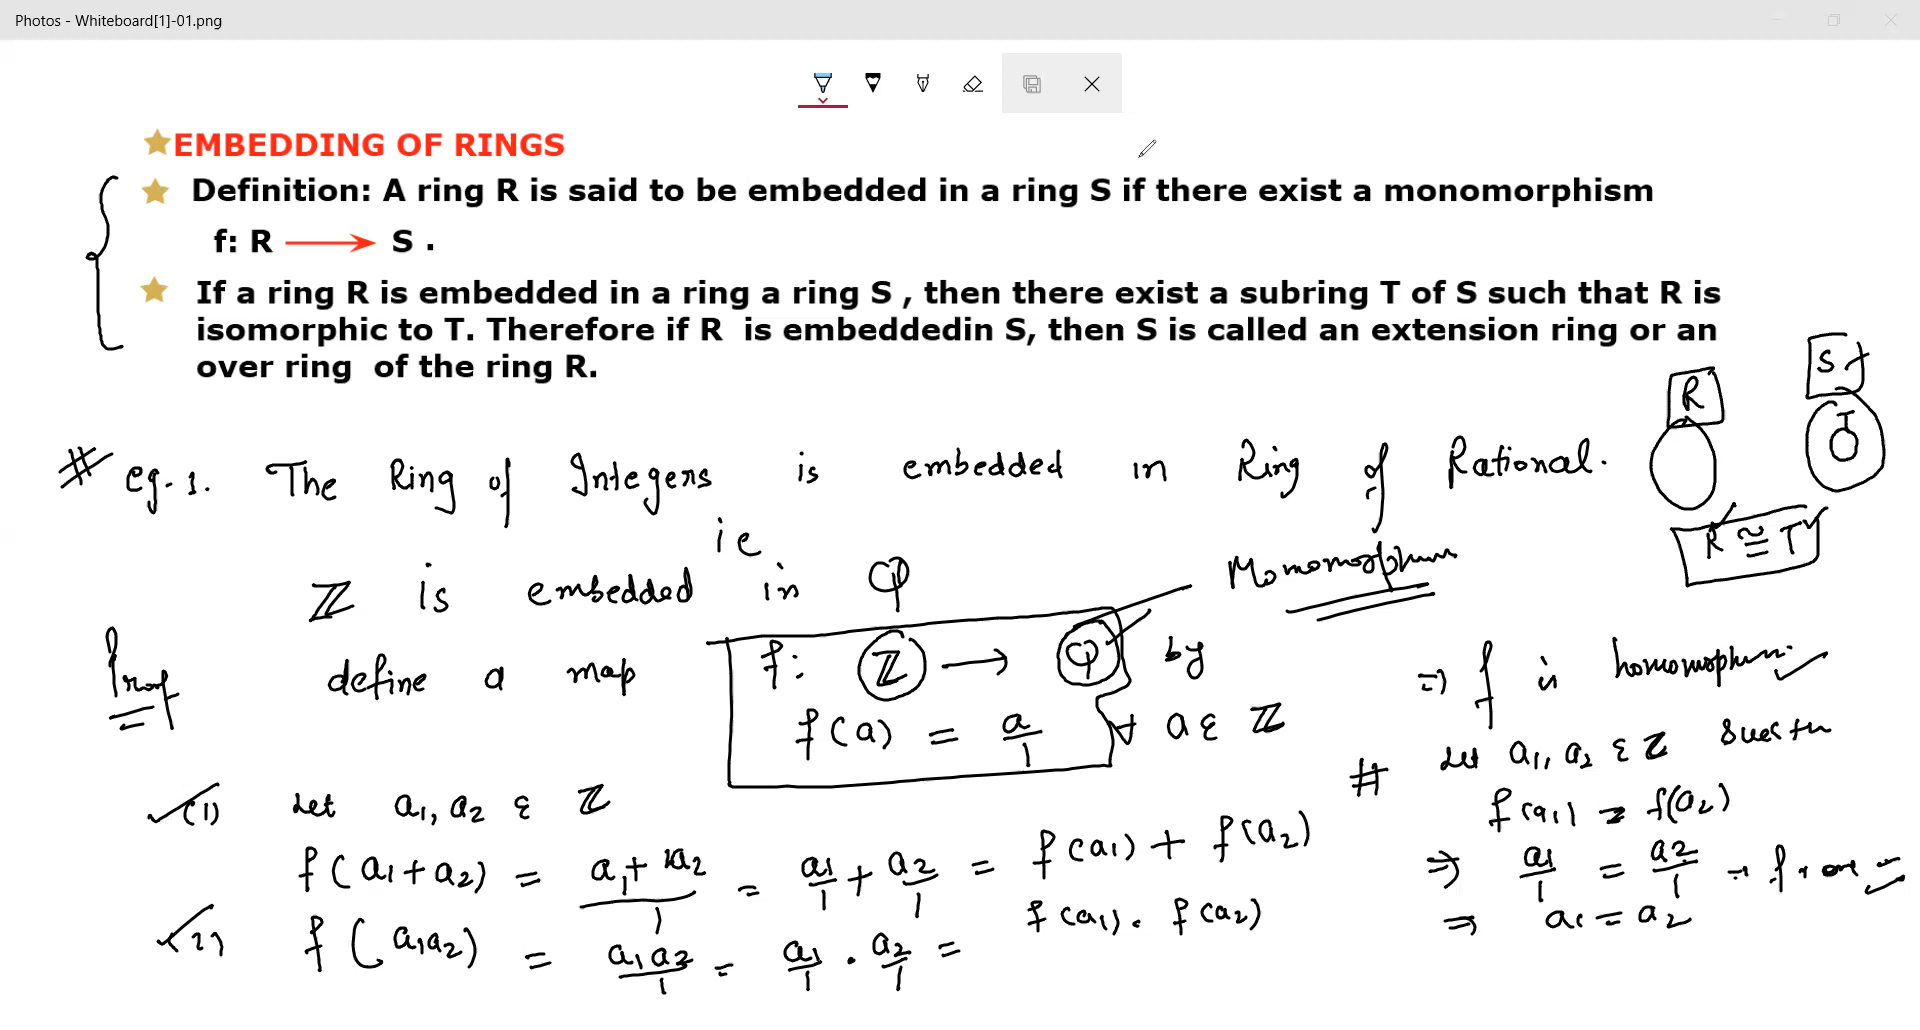 Photos - Whiteboard[1]-01.png
EMBEDDING OF RINGS
Definition: A ring R is said to be embedded in a ring S if there exist a monomorphism
f: R ⟶ S .
If a ring R is embedded in a ring a ring S , then there exist a subring T of S such that R is
isomorphic to T. Therefore if R is embeddedin S, then S is called an extension ring or an
over ring of the ring R.
R
S
T
R ≅ T
# eg. 1. The Ring of Integers is embedded in Ring of Rational.
ie
ℤ is embedded in Q
Monomorphism
Proof define a map f: ℤ → Q by
f(a) = a/1 ∀ a ε ℤ
(1) Let a1, a2 ε ℤ
f(a1+a2) = (a1+a2)/1 = a1/1 + a2/1 = f(a1) + f(a2)
(2) f(a1a2) = a1a2/1 = a1/1 . a2/1 = f(a1). f(a2)
⇒ f is homomorphism.
# Let a1, a2 ε ℤ such
f(a1) = f(a2)
⇒ a1/1 = a2/1 → f
⇒ a1 = a2